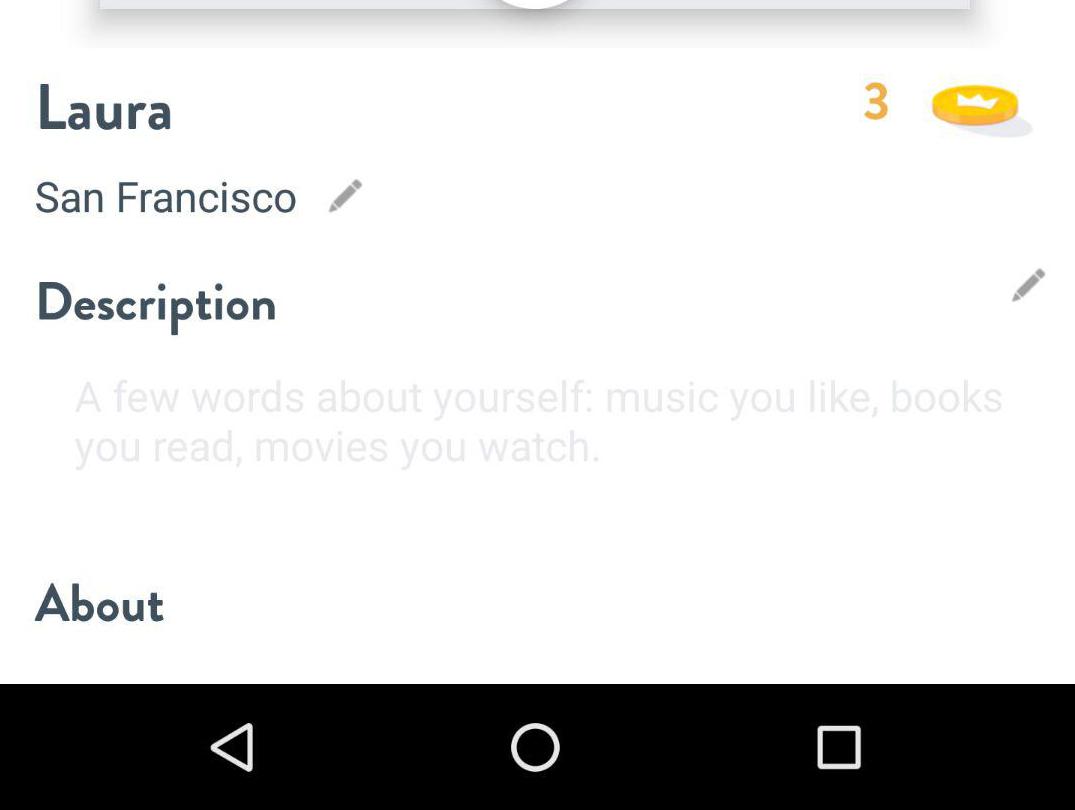 Laura
3
San Francisco
Description
A few words about yourself: music you like, books
you read, movies you watch.
About